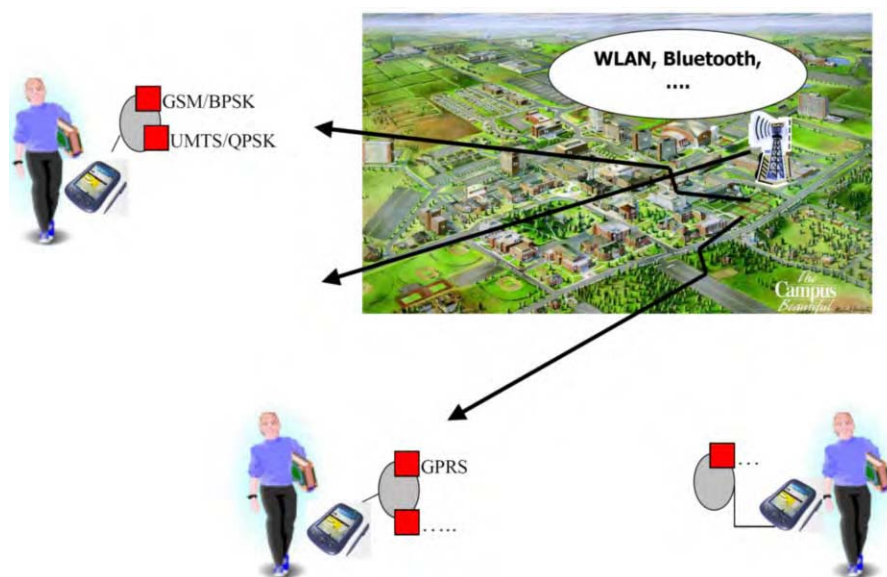 WLAN, Bluetooth,
....
GSM/BPSK
UMTS/QPSK
The
Campus
Beautiful
GPRS
.....
...